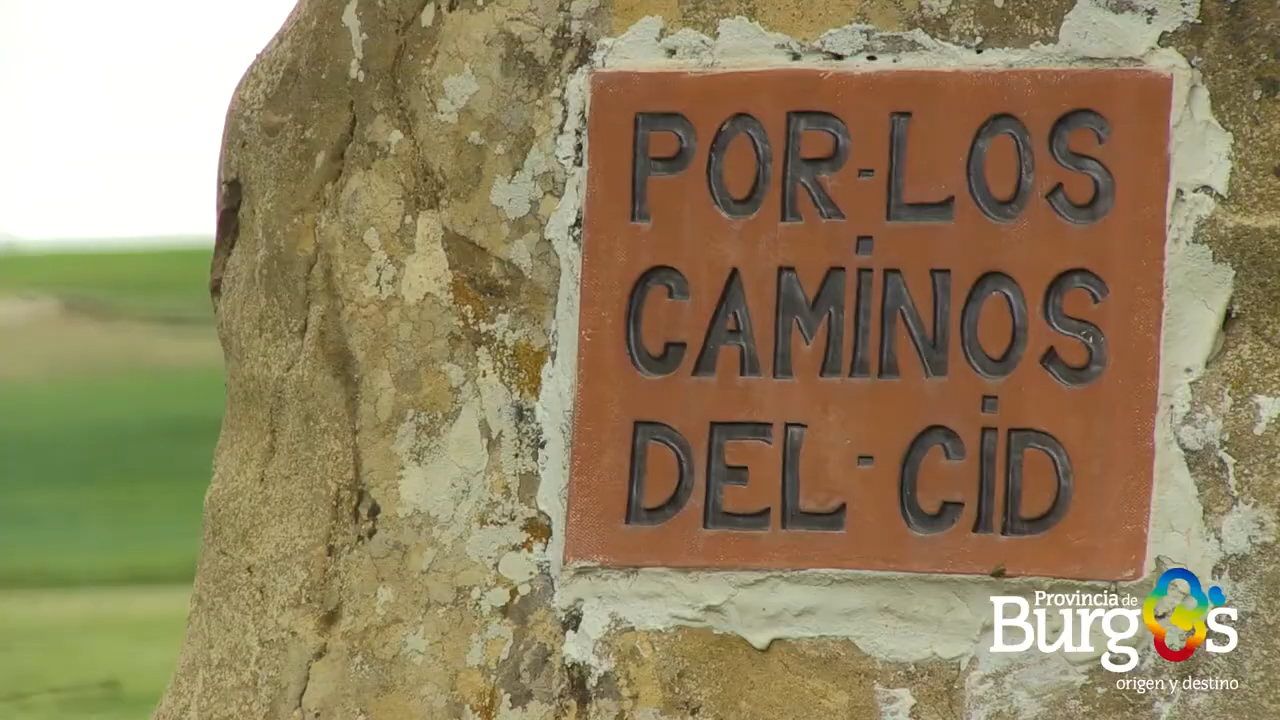 POR-LOS
CAMINOS
DEL-CID
Provincia de
Burgos
origen y destino